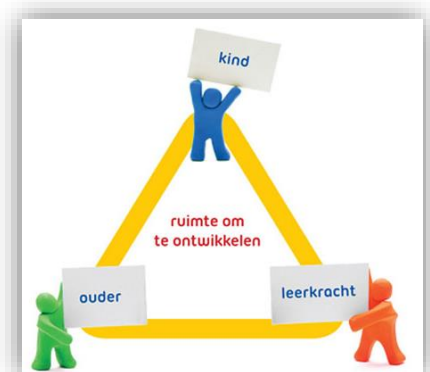 kind
ruimte om
te ontwikkelen
ouder
leerkracht